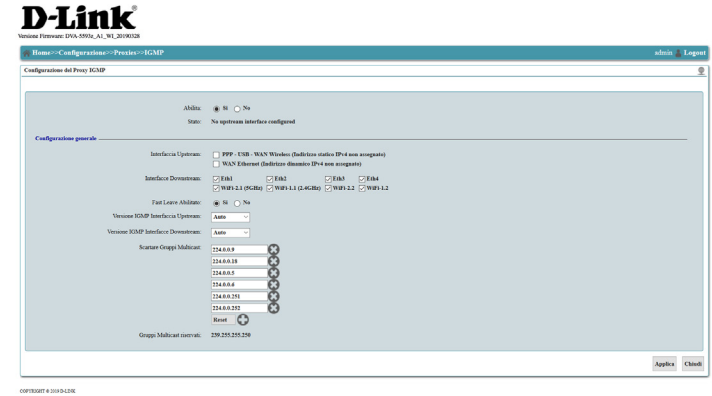 D-Link®
Versione Firmware: DVA-5593z_A1_WI_20190328
Home>>Configurazione>>Proxies>>IGMP admin Logout
Configurazione del Proxy IGMP
Abilita: Sì No
Stato: No upstream interface configured
Configurazione generale
Interfaccia Upstream: PPP - USB - WAN Wireless (Indirizzo statico IPv4 non assegnato)
WAN Ethernet (Indirizzo dinamico IPv4 non assegnato)
Interfacce Downstream: Eth1 Eth2 Eth3 Eth4
WiFi-2.1 (5GHz) WiFi-1.1 (2.4GHz) WiFi-2.2 WiFi-1.2
Fast Leave Abilitato: Sì No
Versione IGMP Interfaccia Upstream: Auto
Versione IGMP Interfacce Downstream: Auto
Scartare Gruppi Multicast: 224.0.0.9
224.0.0.18
224.0.0.5
224.0.0.6
224.0.0.251
224.0.0.252
Reset
Gruppi Multicast riservati: 239.255.255.250
Applica Chiudi
COPYRIGHT © 2019 D-LINK